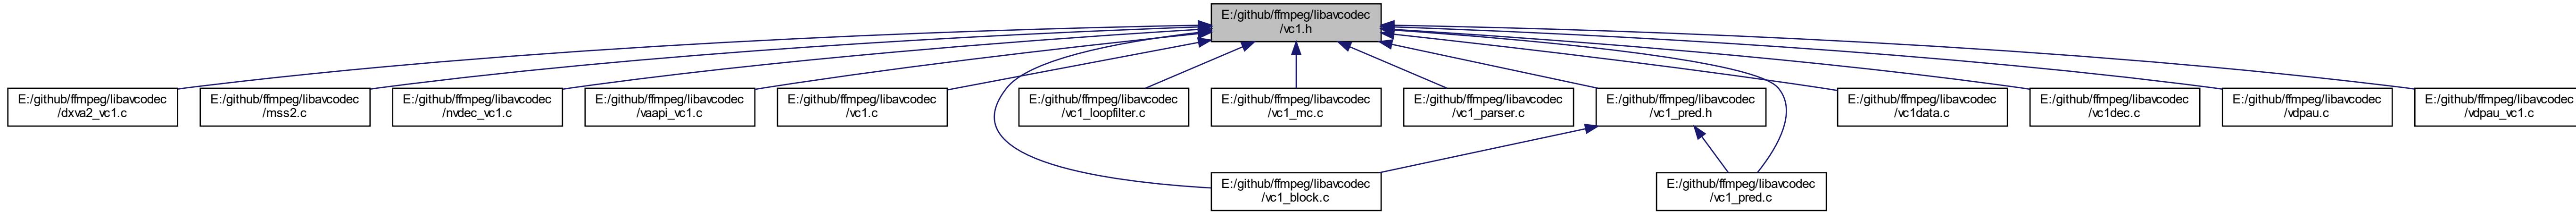 E:/github/ffmpeg/libavcodec
/vc1.h
E:/github/ffmpeg/libavcodec
/dxva2_vc1.c
E:/github/ffmpeg/libavcodec
/mss2.c
E:/github/ffmpeg/libavcodec
/nvdec_vc1.c
E:/github/ffmpeg/libavcodec
/vaapi_vc1.c
E:/github/ffmpeg/libavcodec
/vc1.c
E:/github/ffmpeg/libavcodec
/vc1_loopfilter.c
E:/github/ffmpeg/libavcodec
/vc1_mc.c
E:/github/ffmpeg/libavcodec
/vc1_parser.c
E:/github/ffmpeg/libavcodec
/vc1_pred.h
E:/github/ffmpeg/libavcodec
/vc1data.c
E:/github/ffmpeg/libavcodec
/vc1dec.c
E:/github/ffmpeg/libavcodec
/vdpau.c
E:/github/ffmpeg/libavcodec
/vdpau_vc1.c
E:/github/ffmpeg/libavcodec
/vc1_block.c
E:/github/ffmpeg/libavcodec
/vc1_pred.c